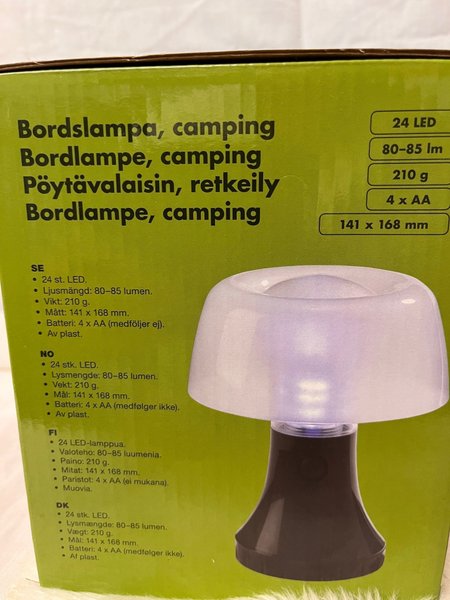 Bordslampa, camping
Bordlampe, camping
Pöytävalaisin, retkeily
Bordlampe, camping
24 LED
80–85 lm
210 g
4 x AA
141 x 168 mm
SE
• 24 st. LED.
• Ljusmängd: 80–85 lumen.
• Vikt: 210 g.
• Mått: 141 x 168 mm.
• Batteri: 4 x AA (medföljer ej).
• Av plast.
NO
• 24 stk. LED.
• Lysmengde: 80–85 lumen.
• Vekt: 210 g.
• Mål: 141 x 168 mm.
• Batteri: 4 x AA (medfølger ikke).
• Av plast.
FI
• 24 LED-lamppua.
• Valoteho: 80–85 luumenia.
• Paino: 210 g.
• Mitat: 141 x 168 mm.
• Paristot: 4 x AA (ei mukana).
• Muovia.
DK
• 24 stk. LED.
• Lysmængde: 80–85 lumen.
• Vægt: 210 g.
• Mål: 141 x 168 mm.
• Batteri: 4 x AA (medfølger ikke).
• Af plast.